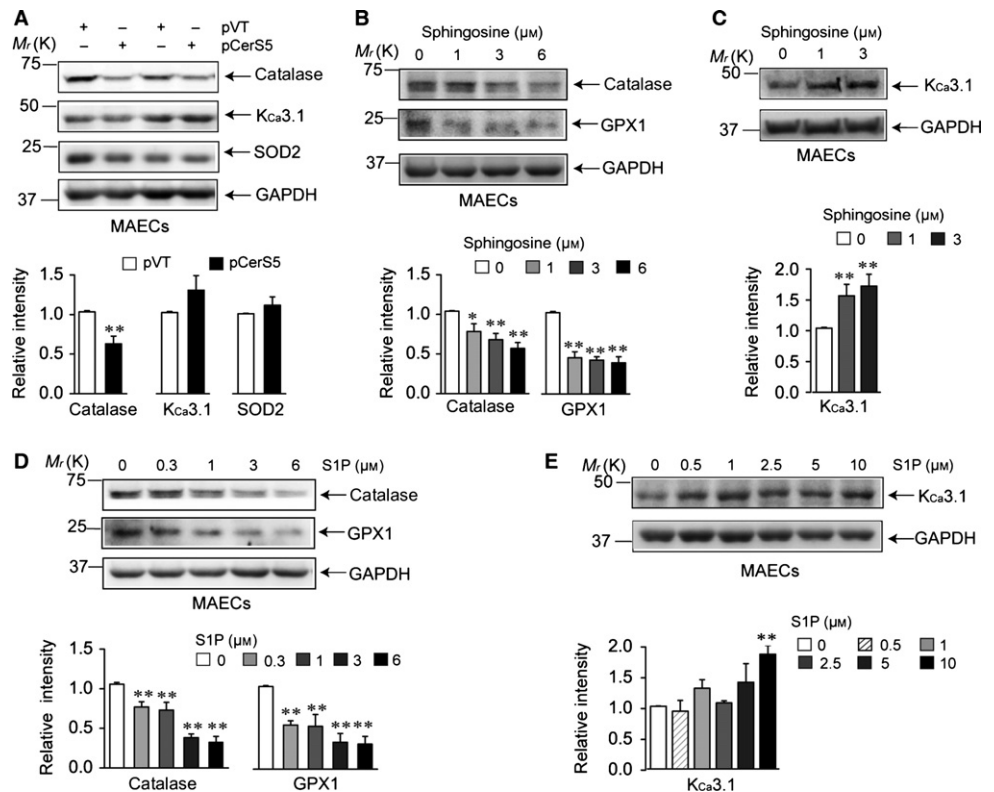 A
+ – + – pVT
Mr (K) – + – + pCerS5
75
Catalase
50
KCa3.1
25
SOD2
37
GAPDH
MAECs
pVT pCerS5
Relative intensity
1.5
1.0
0.5
0.0
**
Catalase KCa3.1 SOD2
B
Sphingosine (µM)
Mr (K) 0 1 3 6
75
Catalase
25
GPX1
37
GAPDH
MAECs
Sphingosine (µM)
0 1 3 6
Relative intensity
1.5
1.0
0.5
0.0
* ** ** ** ** **
Catalase GPX1
C
Sphingosine (µM)
Mr (K) 0 1 3
50
KCa3.1
37
GAPDH
MAECs
Sphingosine (µM)
0 1 3
Relative intensity
2.0
1.5
1.0
0.5
0.0
** **
KCa3.1
D
Mr (K) 0 0.3 1 3 6 S1P (µM)
75
Catalase
25
GPX1
37
GAPDH
MAECs
S1P (µM)
0 0.3 1 3 6
Relative intensity
1.5
1.0
0.5
0.0
** ** ** ** ** ** ** **
Catalase GPX1
E
Mr (K) 0 0.5 1 2.5 5 10 S1P (µM)
50
KCa3.1
37
GAPDH
MAECs
S1P (µM)
0 0.5 1
2.5 5 10
Relative intensity
2.0
1.5
1.0
0.5
0.0
**
KCa3.1